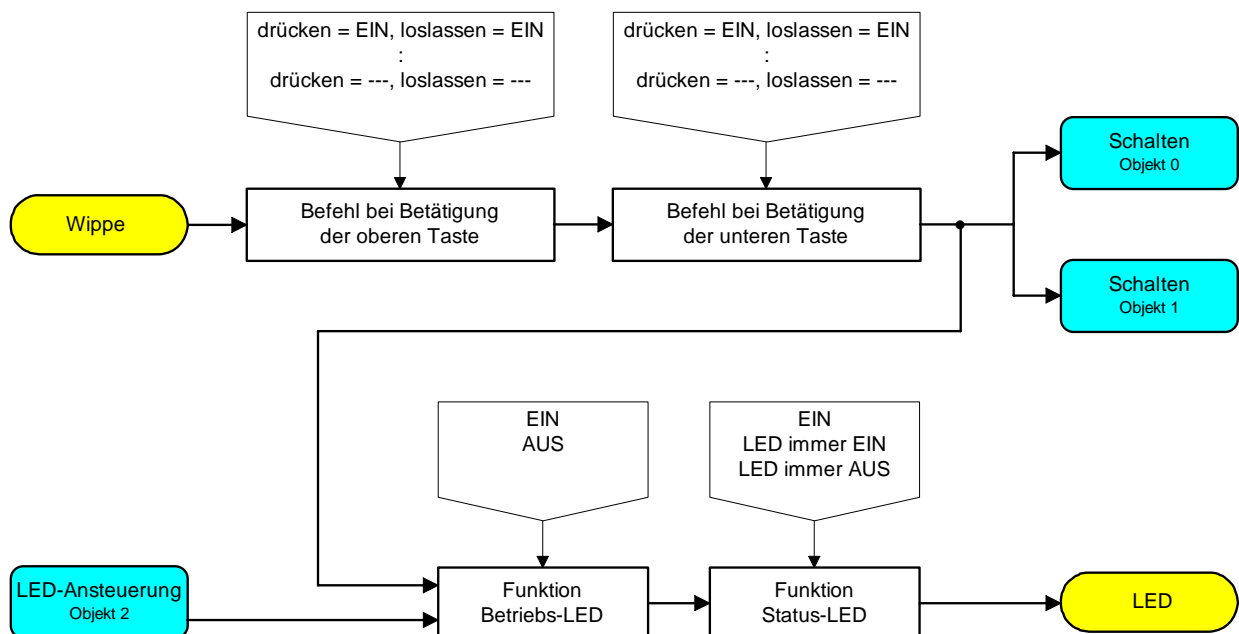 drücken = EIN, loslassen = EIN
:
drücken = ---, loslassen = ---
drücken = EIN, loslassen = EIN
:
drücken = ---, loslassen = ---
Wippe
Befehl bei Betätigung
der oberen Taste
Befehl bei Betätigung
der unteren Taste
Schalten
Objekt 0
Schalten
Objekt 1
EIN
AUS
EIN
LED immer EIN
LED immer AUS
LED-Ansteuerung
Objekt 2
Funktion
Betriebs-LED
Funktion
Status-LED
LED